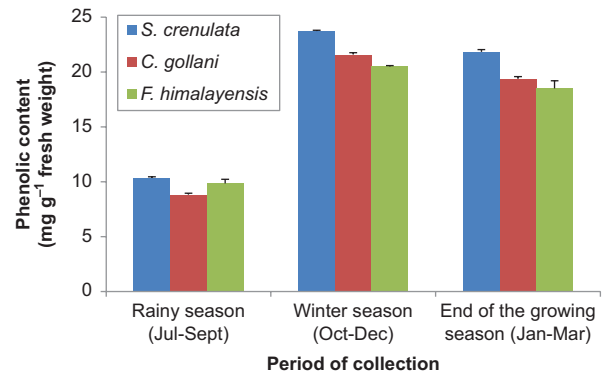 Phenolic content
(mg g⁻¹ fresh weight)
25
20
15
10
5
0
S. crenulata
C. gollani
F. himalayensis
Rainy season
(Jul-Sept)
Winter season
(Oct-Dec)
End of the growing
season (Jan-Mar)
Period of collection